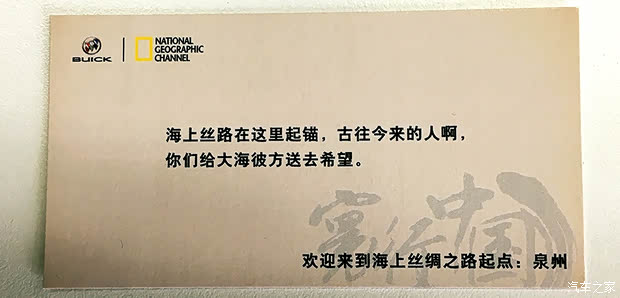 BUICK
NATIONAL
GEOGRAPHIC
CHANNEL
海上丝路在这里起锚，古往今来的人啊，
你们给大海彼方送去希望。
中国
行
欢迎来到海上丝绸之路起点：泉州
汽车之家